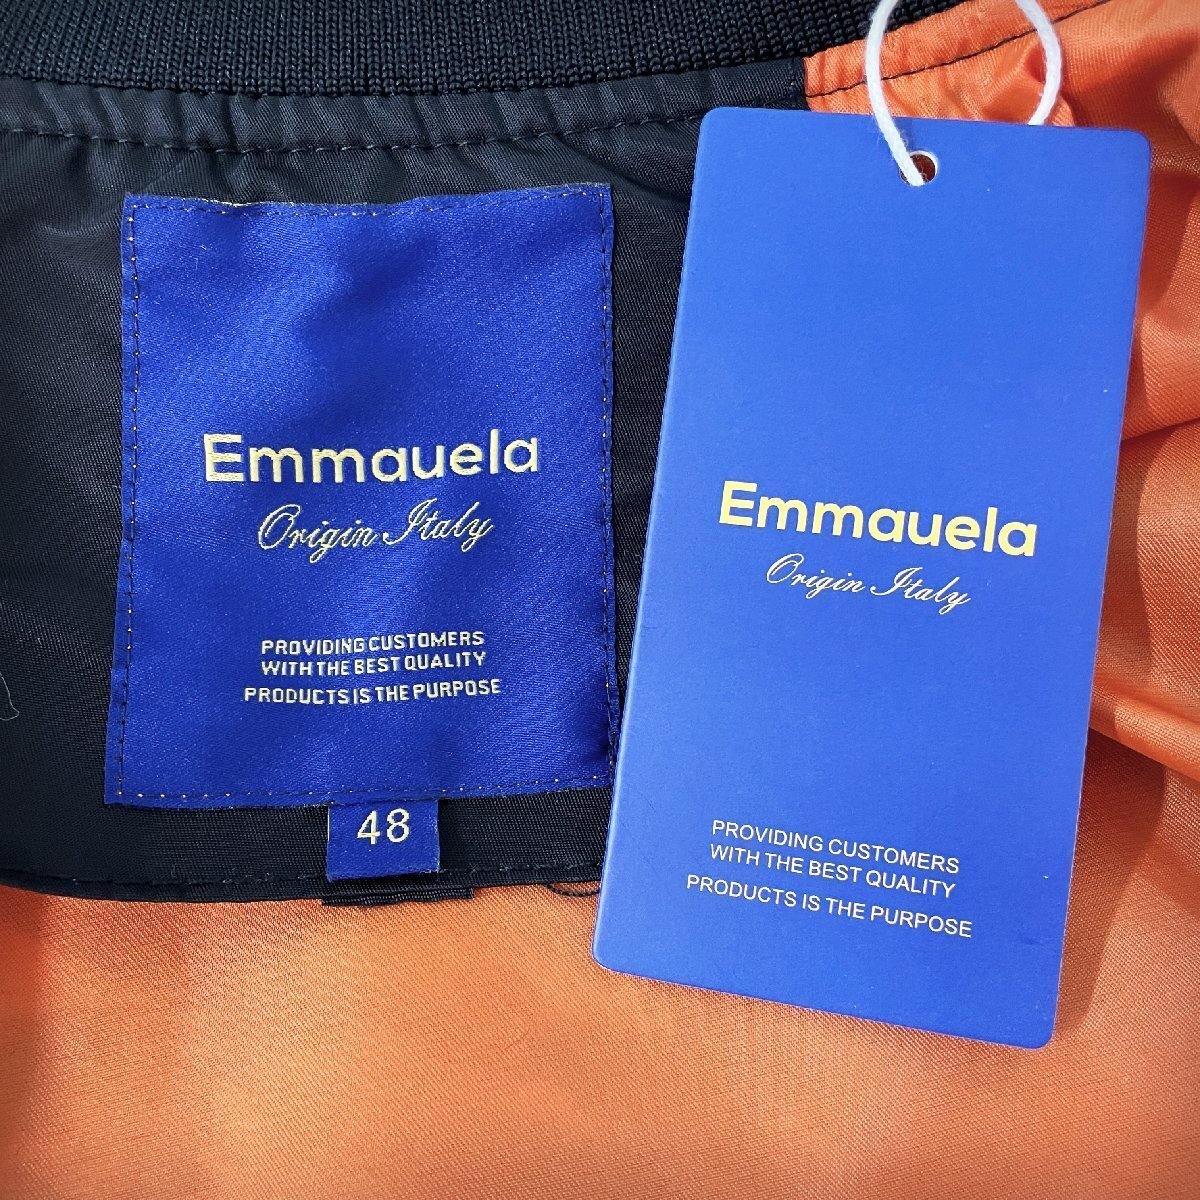 Emmauela
Origin Italy
PROVIDING CUSTOMERS
WITH THE BEST QUALITY
PRODUCTS IS THE PURPOSE
48
Emmauela
Origin Italy
PROVIDING CUSTOMERS
WITH THE BEST QUALITY
PRODUCTS IS THE PURPOSE